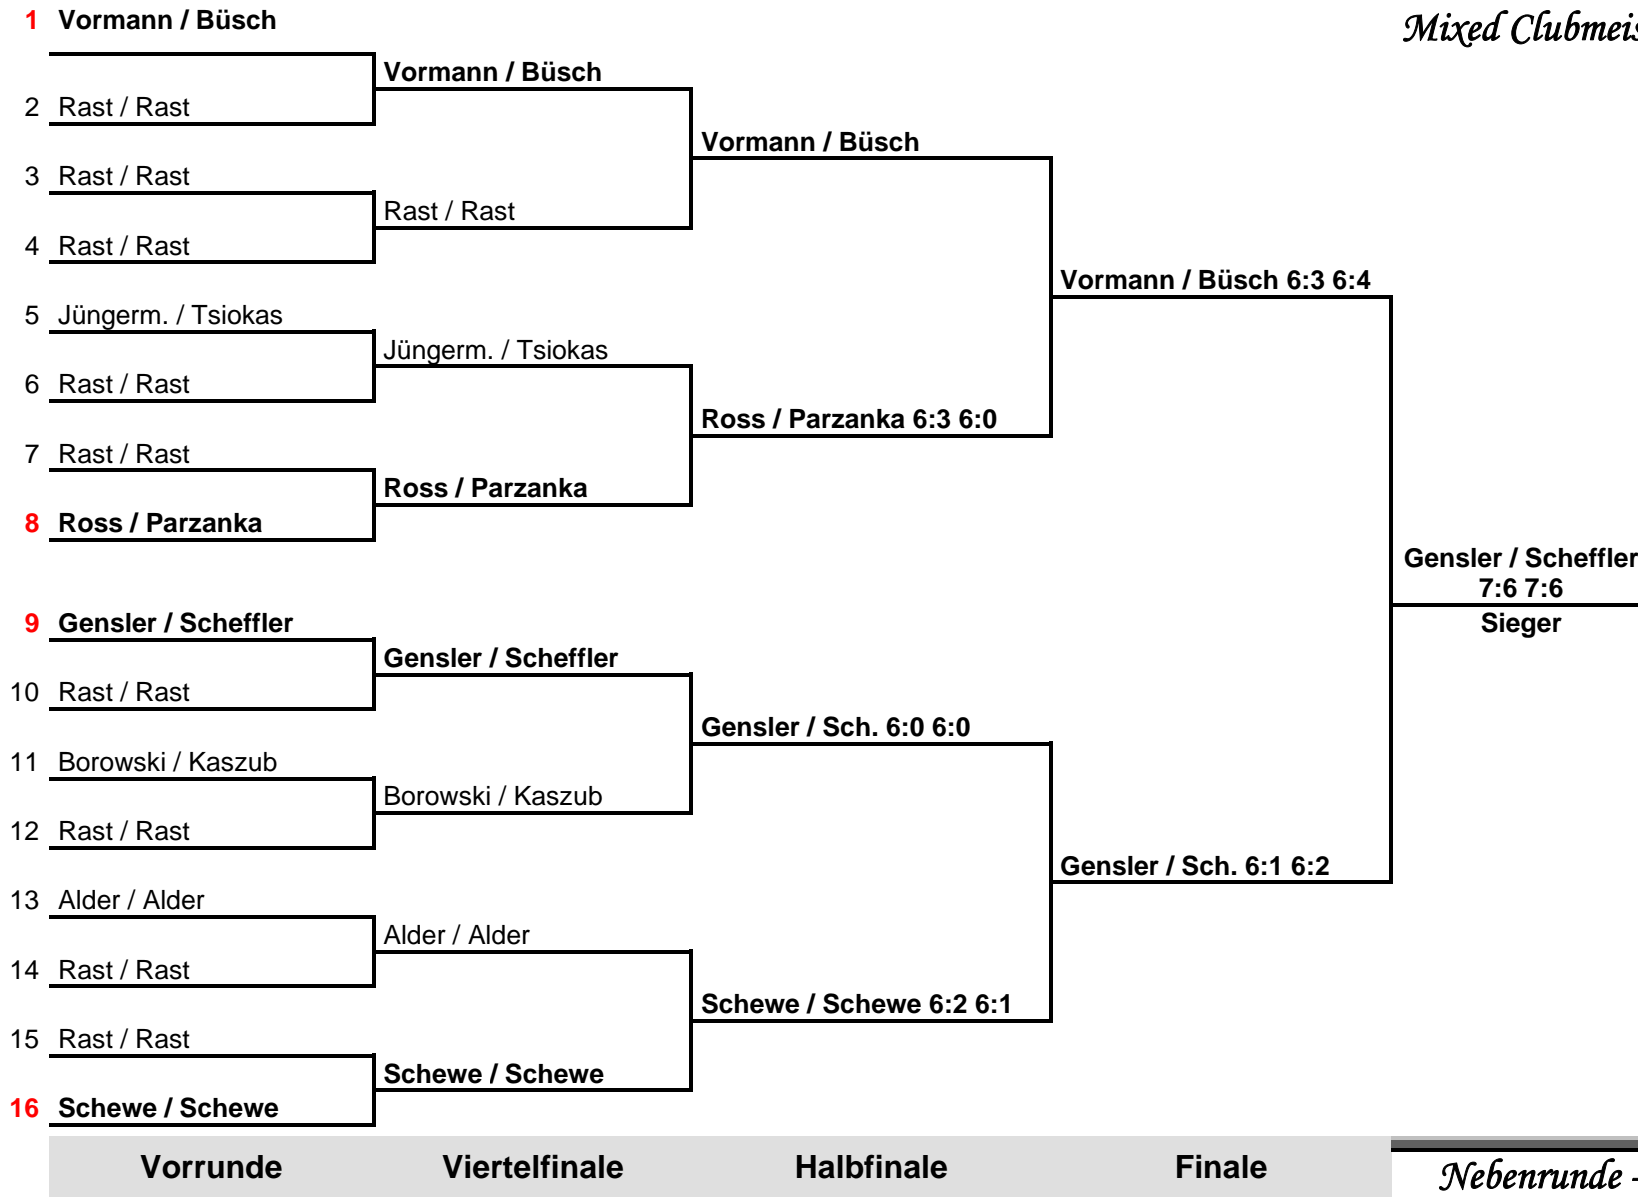 1 Vormann / Büsch
Mixed Clubmeis
Vormann / Büsch
2 Rast / Rast
Vormann / Büsch
3 Rast / Rast
Rast / Rast
4 Rast / Rast
Vormann / Büsch 6:3 6:4
5 Jüngerm. / Tsiokas
Jüngerm. / Tsiokas
6 Rast / Rast
Ross / Parzanka 6:3 6:0
7 Rast / Rast
Ross / Parzanka
8 Ross / Parzanka
Gensler / Scheffler
7:6 7:6
Sieger
9 Gensler / Scheffler
Gensler / Scheffler
10 Rast / Rast
Gensler / Sch. 6:0 6:0
11 Borowski / Kaszub
Borowski / Kaszub
12 Rast / Rast
Gensler / Sch. 6:1 6:2
13 Alder / Alder
Alder / Alder
14 Rast / Rast
Schewe / Schewe 6:2 6:1
15 Rast / Rast
Schewe / Schewe
16 Schewe / Schewe
Vorrunde Viertelfinale Halbfinale Finale
Nebenrunde -